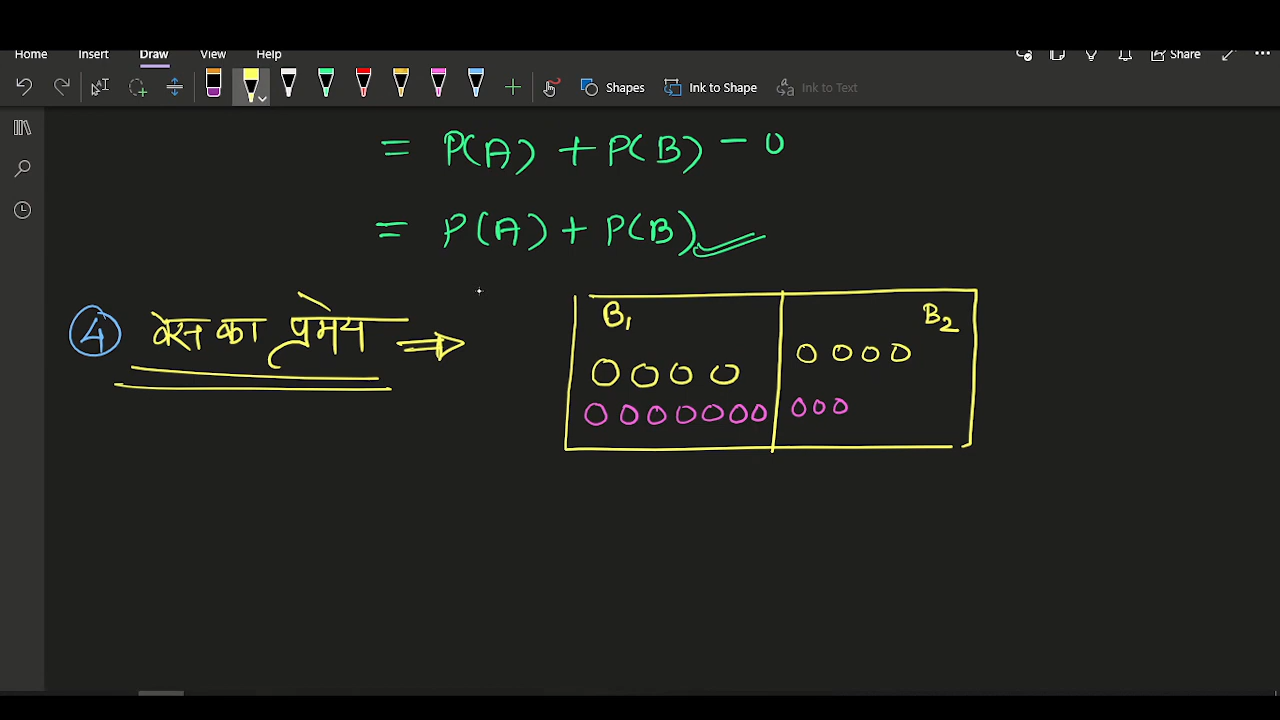 Home Insert Draw View Help Share
Shapes Ink to Shape Ink to Text
= P(A) + P(B) - 0
= P(A) + P(B)
4 वेस का प्रमेय ⇒
B₁ B₂